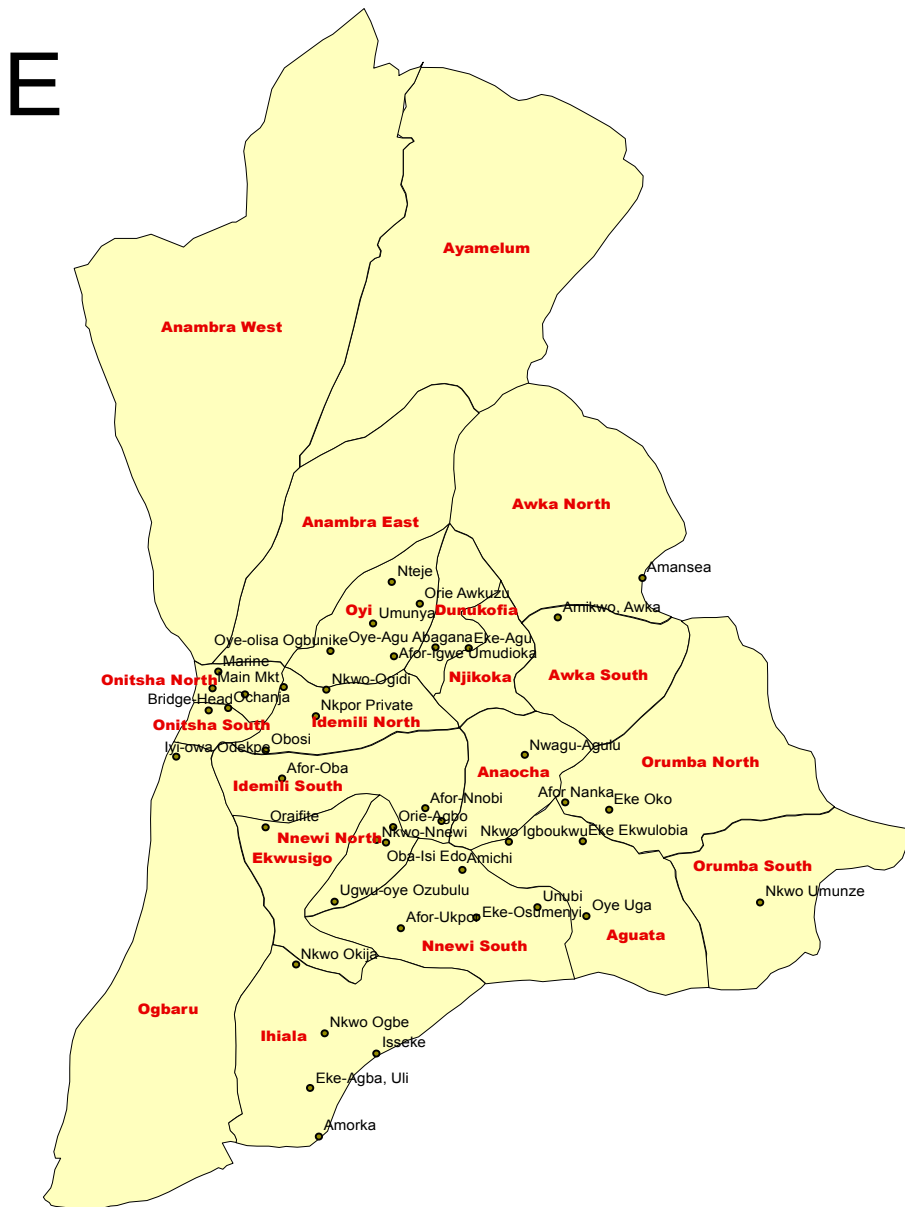 E
Ayamelum
Anambra West
Awka North
Anambra East
Amansea
Nteje
Orie Awkuzu
Oyi
Dunukofia
Umunya
Amikwo, Awka
Oye-olisa Ogbunike
Oye-Agu Abagana
Eke-Agu
Afor-Igwe Umudioka
Marine
Onitsha North
Main Mkt
Nkwo-Ogidi
Njikoka
Awka South
Bridge-Head
Ochanja
Nkpor Private
Onitsha South
Idemili North
Obosi
Iyi-owa Odekpe
Nwagu-Agulu
Orumba North
Anaocha
Idemili South
Afor-Oba
Afor-Nnobi
Afor Nanka
Eke Oko
Oraifite
Orie-Agbo
Nnewi North
Nkwo-Nnewi
Nkwo Igboukwu
Eke Ekwulobia
Ekwusigo
Oba-Isi Edo
Amichi
Orumba South
Ugwu-oye Ozubulu
Unubi
Nkwo Umunze
Afor-Ukpor
Eke-Osumenyi
Oye Uga
Nnewi South
Aguata
Nkwo Okija
Ogbaru
Nkwo Ogbe
Ihiala
Isseke
Eke-Agba, Uli
Amorka